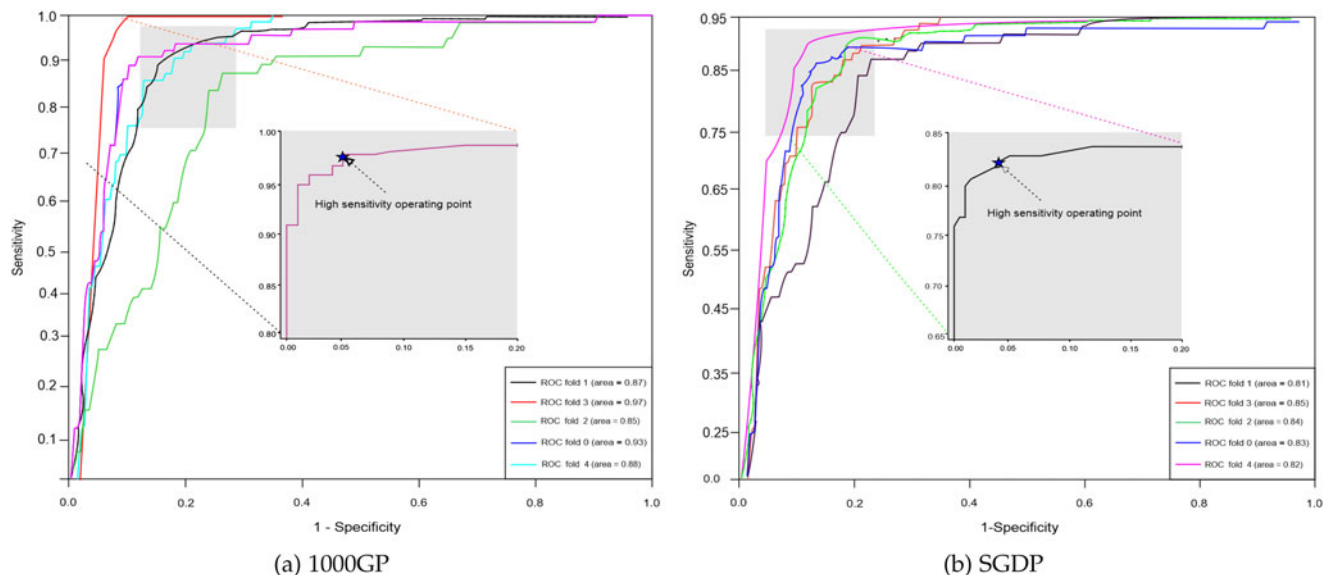 1.0
0.9
0.8
0.7
0.6
0.5
0.4
0.3
0.2
0.1
Sensitivity
0.0
0.2
0.4
0.6
0.8
1.0
1 - Specificity
1.00
0.95
0.90
0.80
0.00
0.05
0.10
0.15
0.20
High sensitivity operating point
ROC fold 1 (area = 0.87)
ROC fold 3 (area = 0.97)
ROC fold 2 (area = 0.85)
ROC fold 0 (area = 0.93)
ROC fold 4 (area = 0.88)
(a) 1000GP
0.95
0.85
0.75
0.65
0.55
0.45
0.35
0.25
0.0
Sensitivity
0.0
0.2
0.4
0.6
0.8
1.0
1-Specificity
0.85
0.80
0.75
0.65
0.00
0.05
0.10
0.15
0.20
High sensitivity operating point
ROC fold 1 (area = 0.81)
ROC fold 3 (area = 0.85)
ROC fold 2 (area = 0.84)
ROC fold 0 (area = 0.83)
ROC fold 4 (area = 0.82)
(b) SGDP